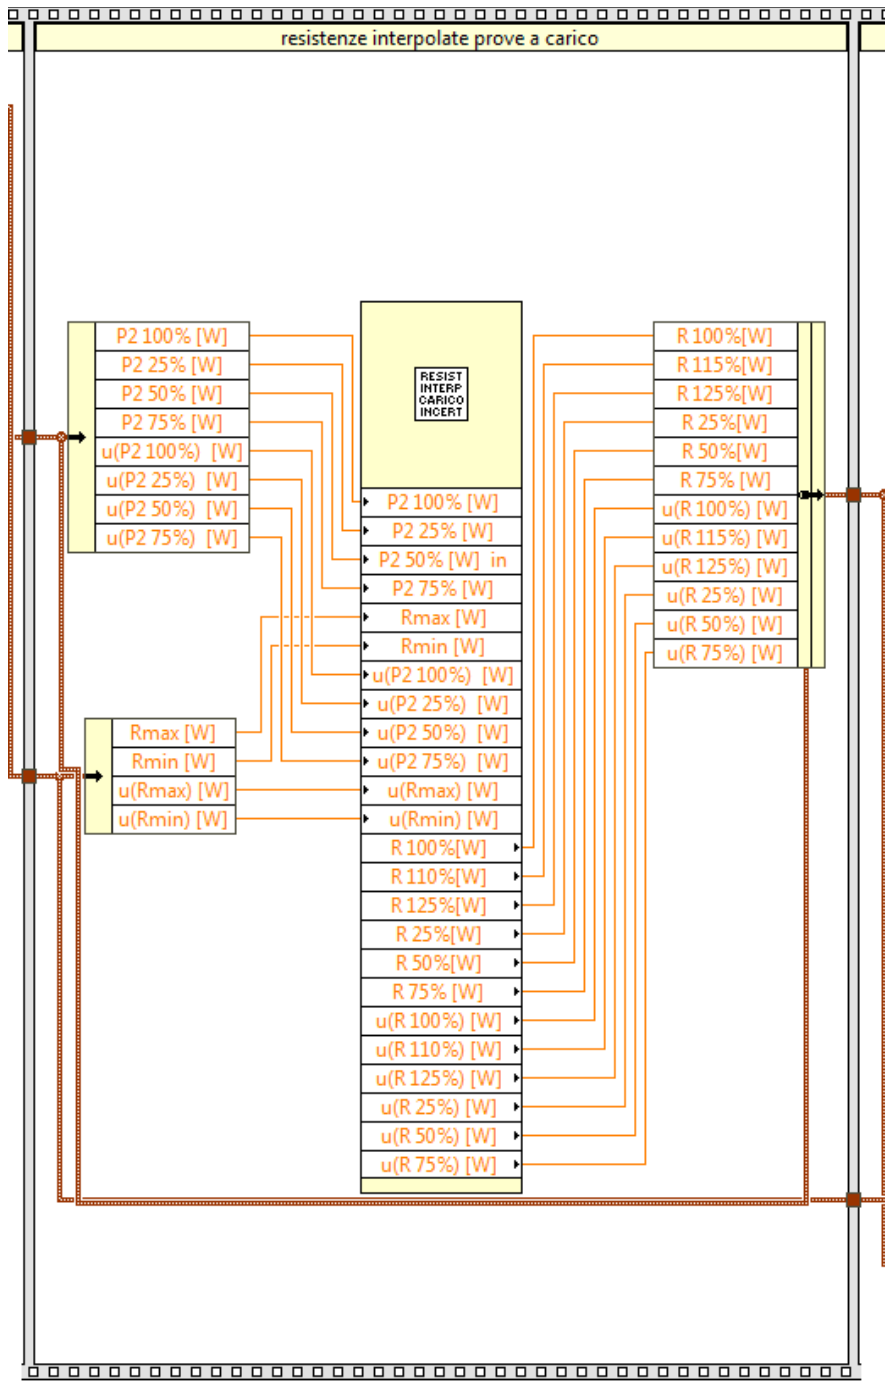 resistenze interpolate prove a carico
P2 100% [W]
P2 25% [W]
P2 50% [W]
P2 75% [W]
u(P2 100%) [W]
u(P2 25%) [W]
u(P2 50%) [W]
u(P2 75%) [W]
Rmax [W]
Rmin [W]
u(Rmax) [W]
u(Rmin) [W]
RESIST
INTERP
CARICO
INCERT
P2 100% [W]
P2 25% [W]
P2 50% [W] in
P2 75% [W]
Rmax [W]
Rmin [W]
u(P2 100%) [W]
u(P2 25%) [W]
u(P2 50%) [W]
u(P2 75%) [W]
u(Rmax) [W]
u(Rmin) [W]
R 100%[W]
R 110%[W]
R 125%[W]
R 25%[W]
R 50%[W]
R 75% [W]
u(R 100%) [W]
u(R 110%) [W]
u(R 125%) [W]
u(R 25%) [W]
u(R 50%) [W]
u(R 75%) [W]
R 100%[W]
R 115%[W]
R 125%[W]
R 25%[W]
R 50%[W]
R 75% [W]
u(R 100%) [W]
u(R 115%) [W]
u(R 125%) [W]
u(R 25%) [W]
u(R 50%) [W]
u(R 75%) [W]